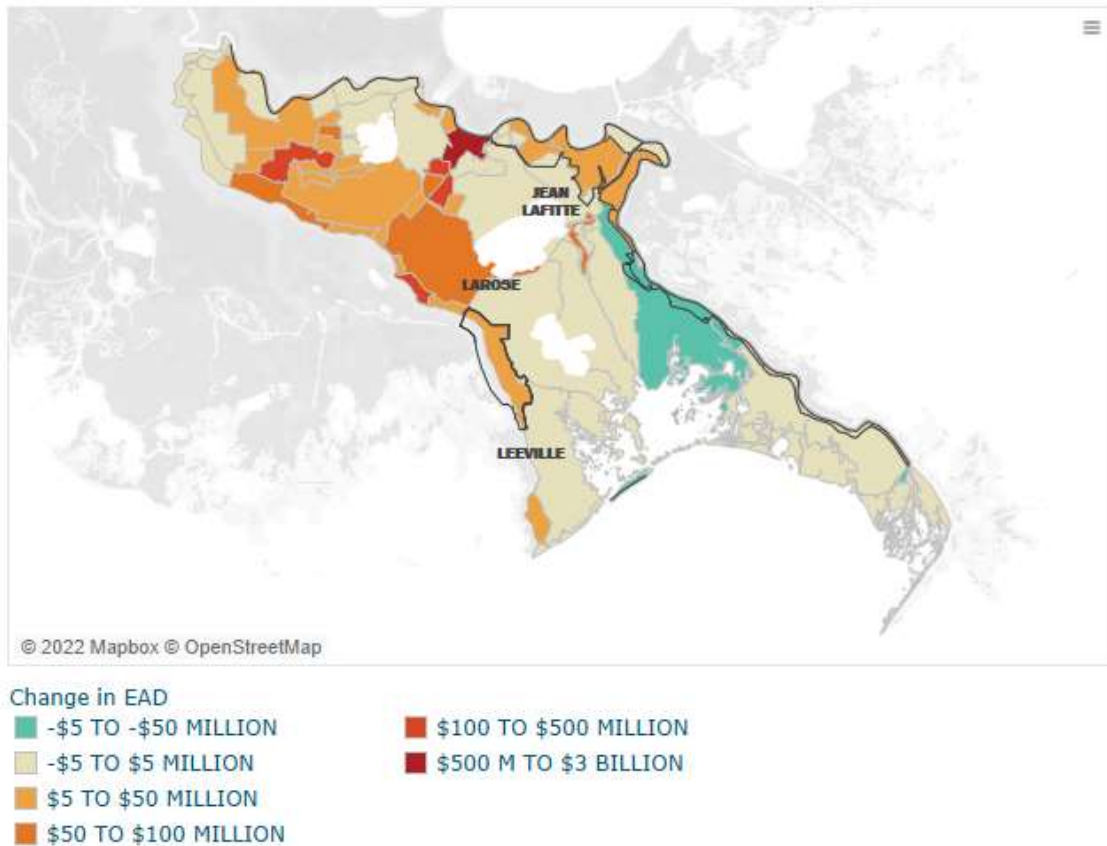 JEAN
LAFITTE
LAROSE
LEEVILLE
© 2022 Mapbox © OpenStreetMap
Change in EAD
-$5 TO -$50 MILLION
-$5 TO $5 MILLION
$5 TO $50 MILLION
$50 TO $100 MILLION
$100 TO $500 MILLION
$500 M TO $3 BILLION